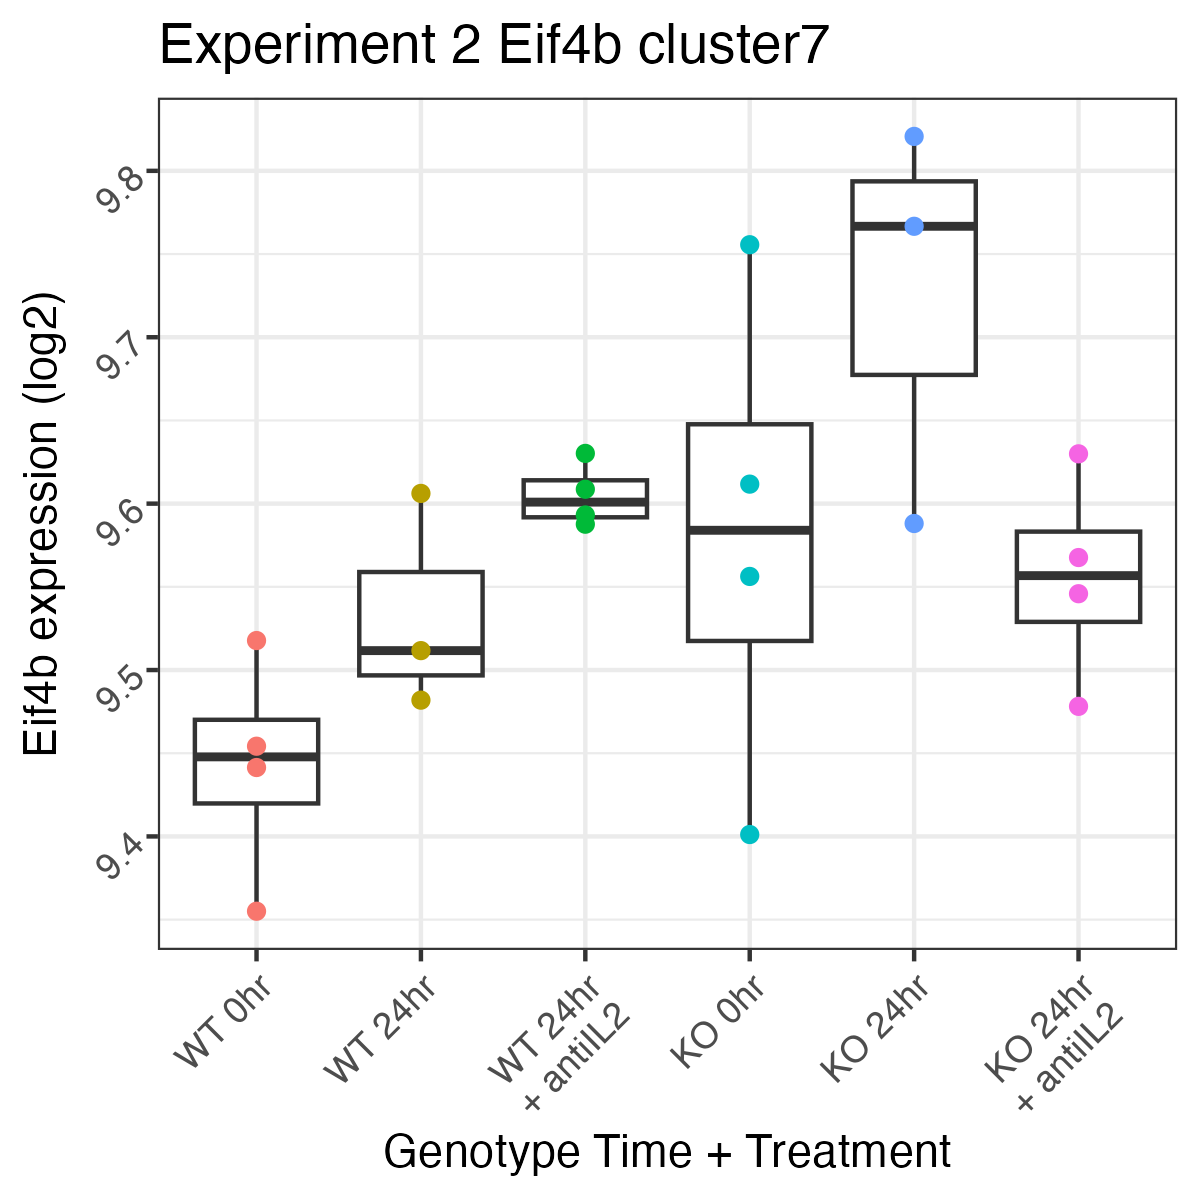 Experiment 2 Eif4b cluster7
Eif4b expression (log2)
9.8
9.7
9.6
9.5
9.4
WT 0hr
WT 24hr
WT 24hr
+ antiIL2
KO 0hr
KO 24hr
KO 24hr
+ antiIL2
Genotype Time + Treatment